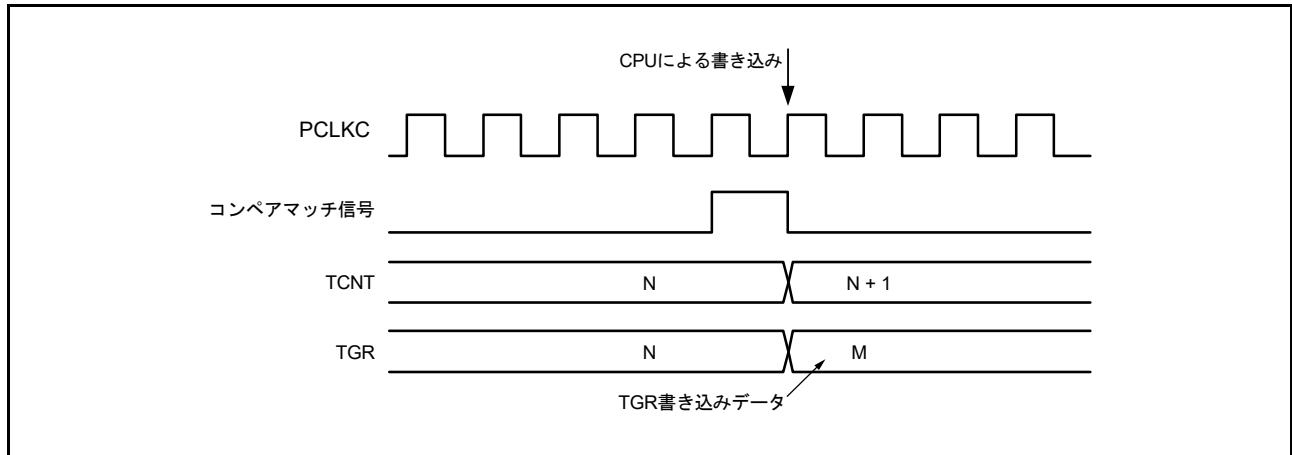 CPUによる書き込み
PCLKC
コンペアマッチ信号
TCNT
N
N + 1
TGR
N
M
TGR書き込みデータ